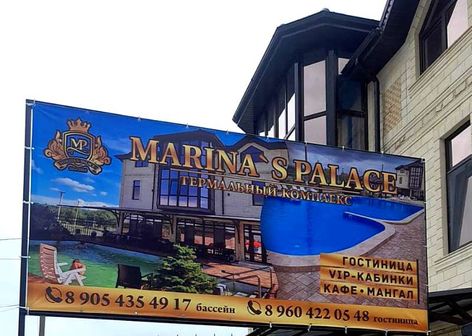 MP
MARINA`S PALACE
ТЕРМАЛЬНЫЙ КОМПЛЕКС
ГОСТИНИЦА
VIP-КАБИНКИ
КАФЕ • МАНГАЛ
8 905 435 49 17 бассейн
8 960 422 05 48 гостиница